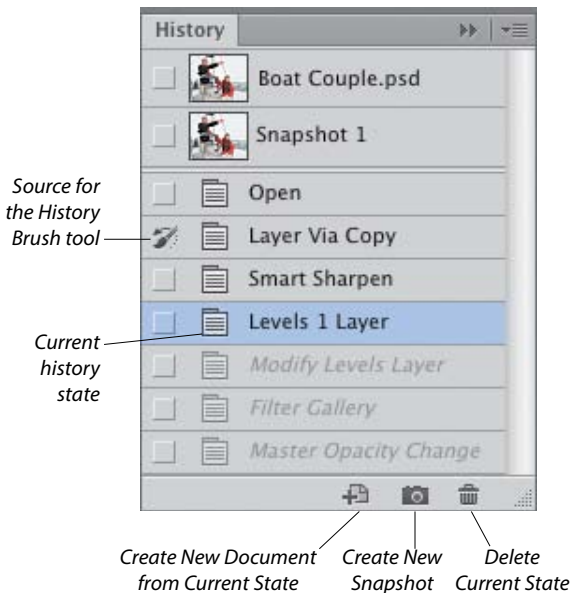 History
Boat Couple.psd
Snapshot 1
Source for
the History
Brush tool
Open
Layer Via Copy
Smart Sharpen
Levels 1 Layer
Current
history
state
Modify Levels Layer
Filter Gallery
Master Opacity Change
Create New Document
from Current State
Create New
Snapshot
Delete
Current State